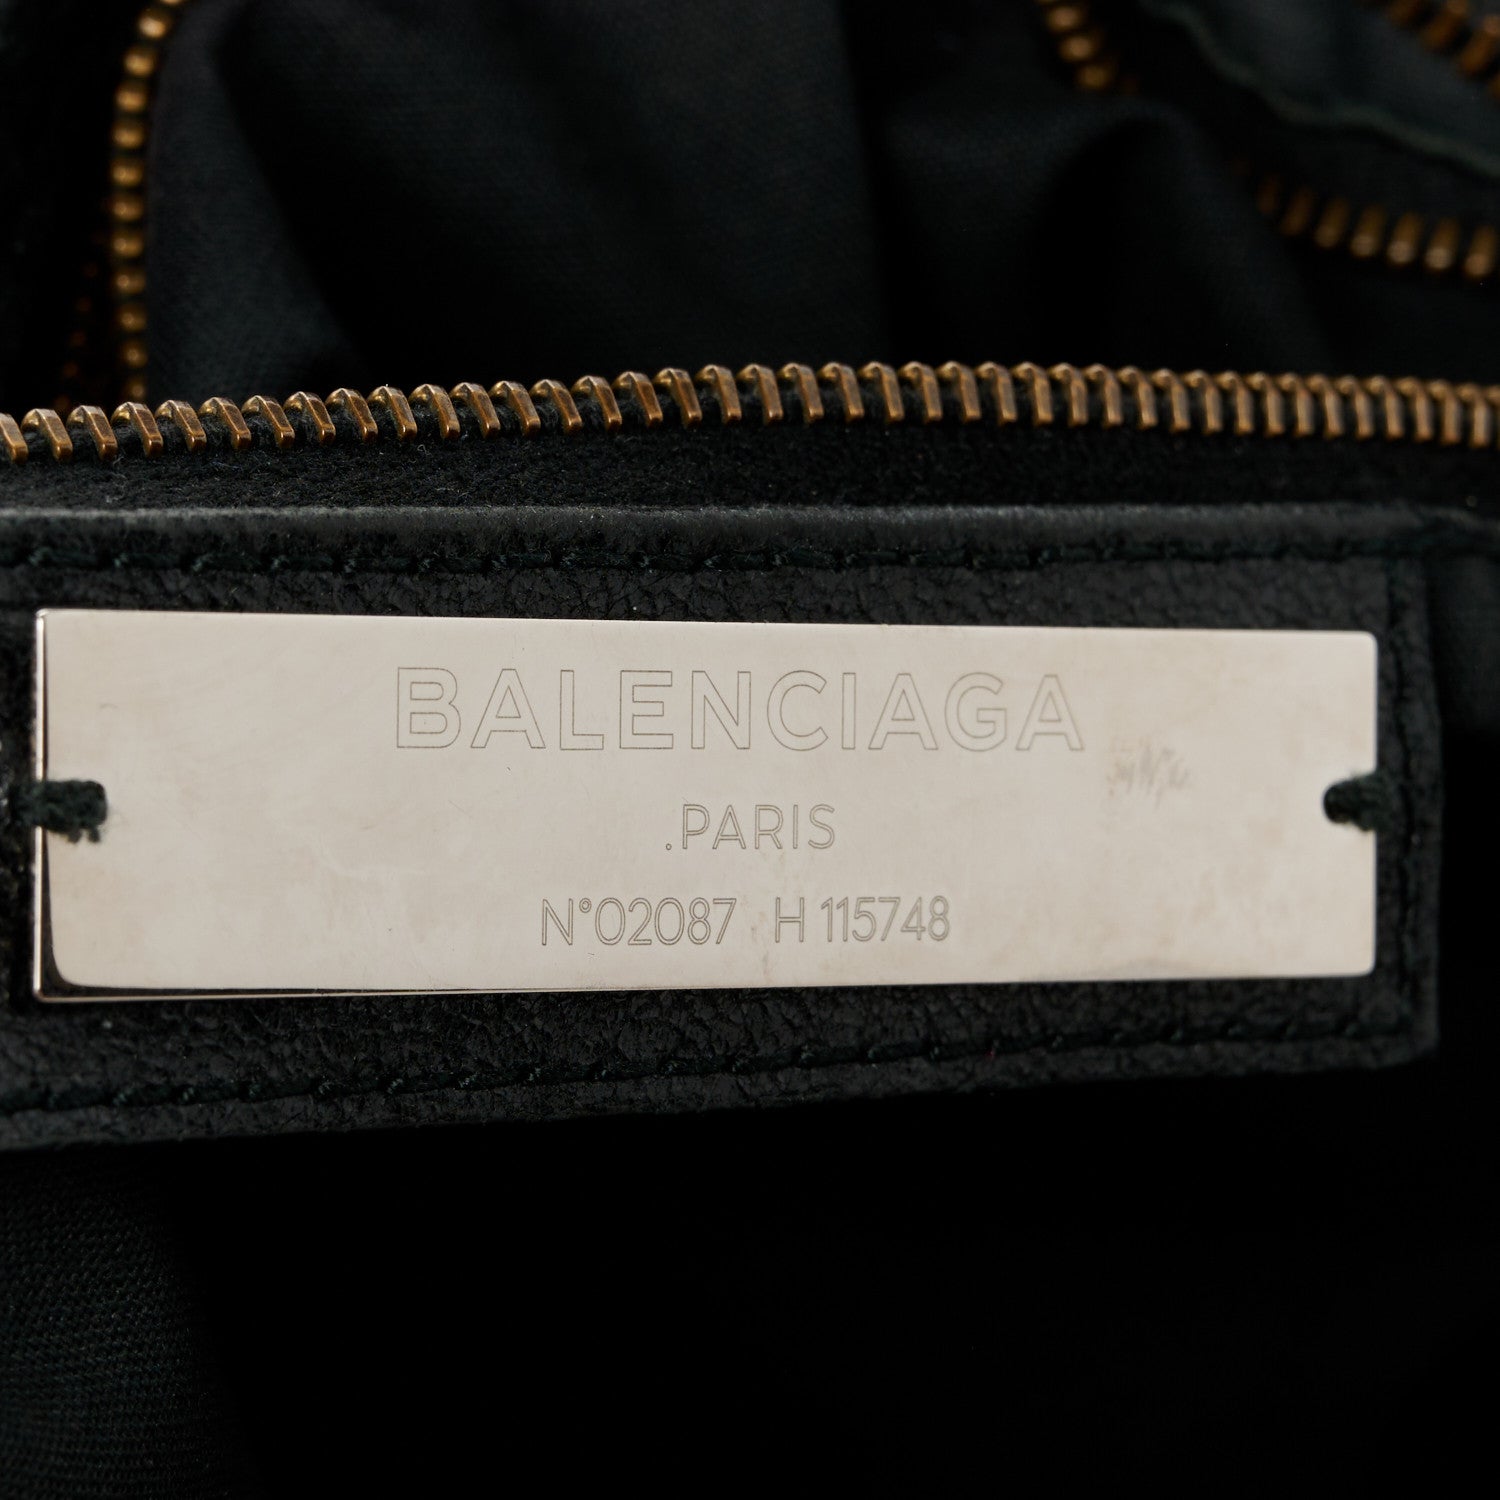 BALENCIAGA
.PARIS
N°02087 H 115748